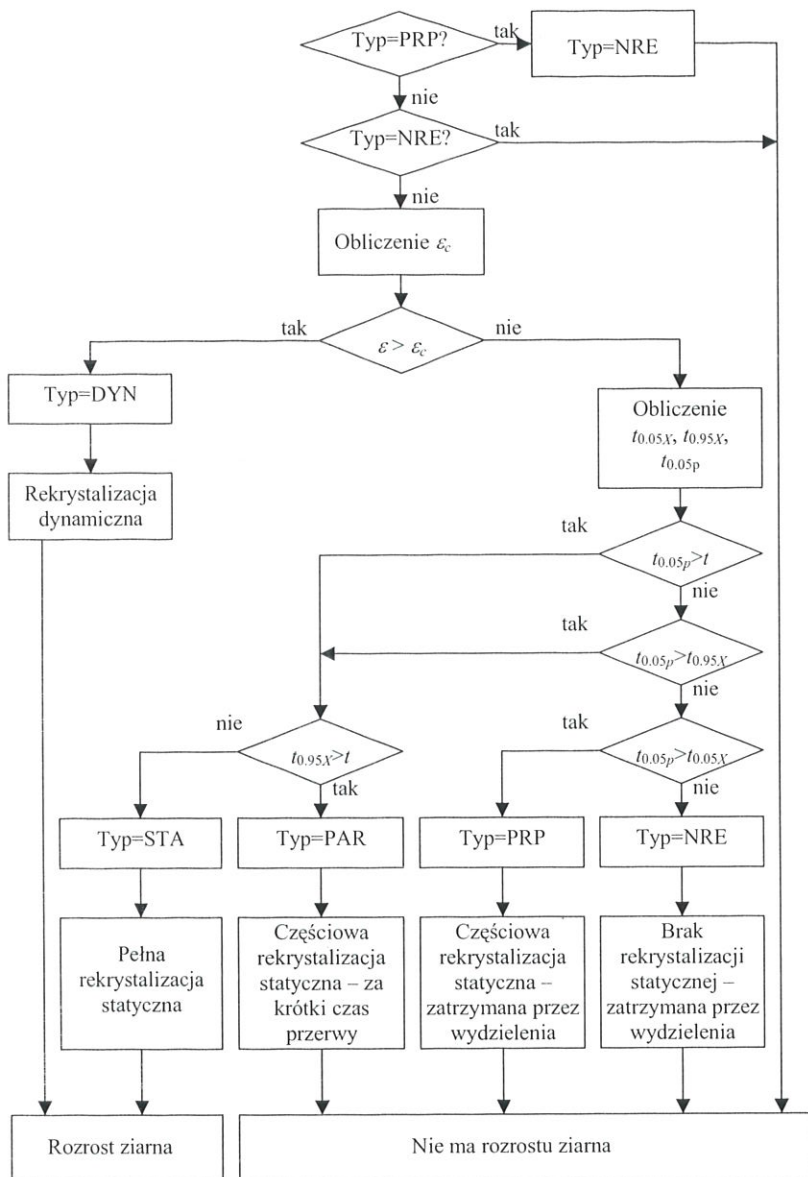 Typ=PRP?
tak
Typ=NRE
nie
Typ=NRE?
tak
nie
Obliczenie εc
tak
ε > εc
nie
Typ=DYN
Obliczenie
t0.05X, t0.95X,
t0.05p
Rekrystalizacja
dynamiczna
tak
t0.05p>t
nie
tak
t0.05p>t0.95X
nie
nie
t0.95X>t
tak
tak
t0.05p>t0.05X
nie
Typ=STA
Typ=PAR
Typ=PRP
Typ=NRE
Pełna
rekrystalizacja
statyczna
Częściowa
rekrystalizacja
statyczna – za
krótki czas
przerwy
Częściowa
rekrystalizacja
statyczna –
zatrzymana przez
wydzielenia
Brak
rekrystalizacji
statycznej –
zatrzymana przez
wydzielenia
Rozrost ziarna
Nie ma rozrostu ziarna